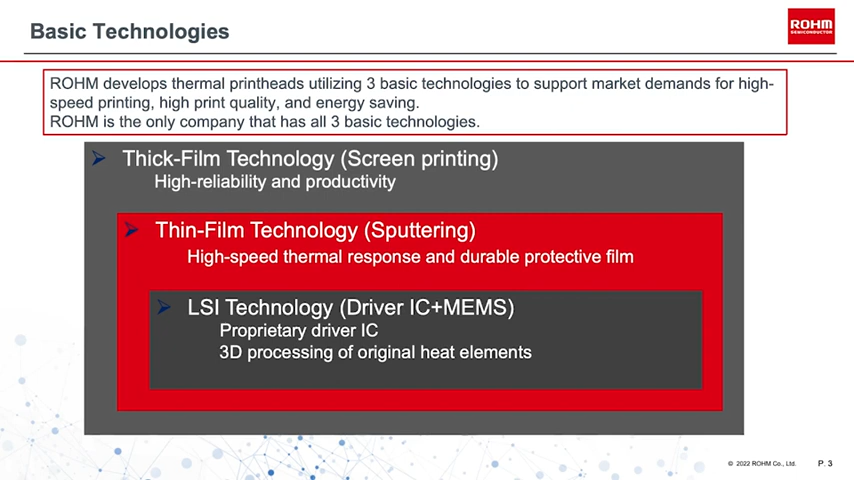 Basic Technologies
ROHM
SEMICONDUCTOR
ROHM develops thermal printheads utilizing 3 basic technologies to support market demands for high-
speed printing, high print quality, and energy saving.
ROHM is the only company that has all 3 basic technologies.
Thick-Film Technology (Screen printing)
High-reliability and productivity
Thin-Film Technology (Sputtering)
High-speed thermal response and durable protective film
LSI Technology (Driver IC+MEMS)
Proprietary driver IC
3D processing of original heat elements
© 2022 ROHM Co., Ltd.
P. 3